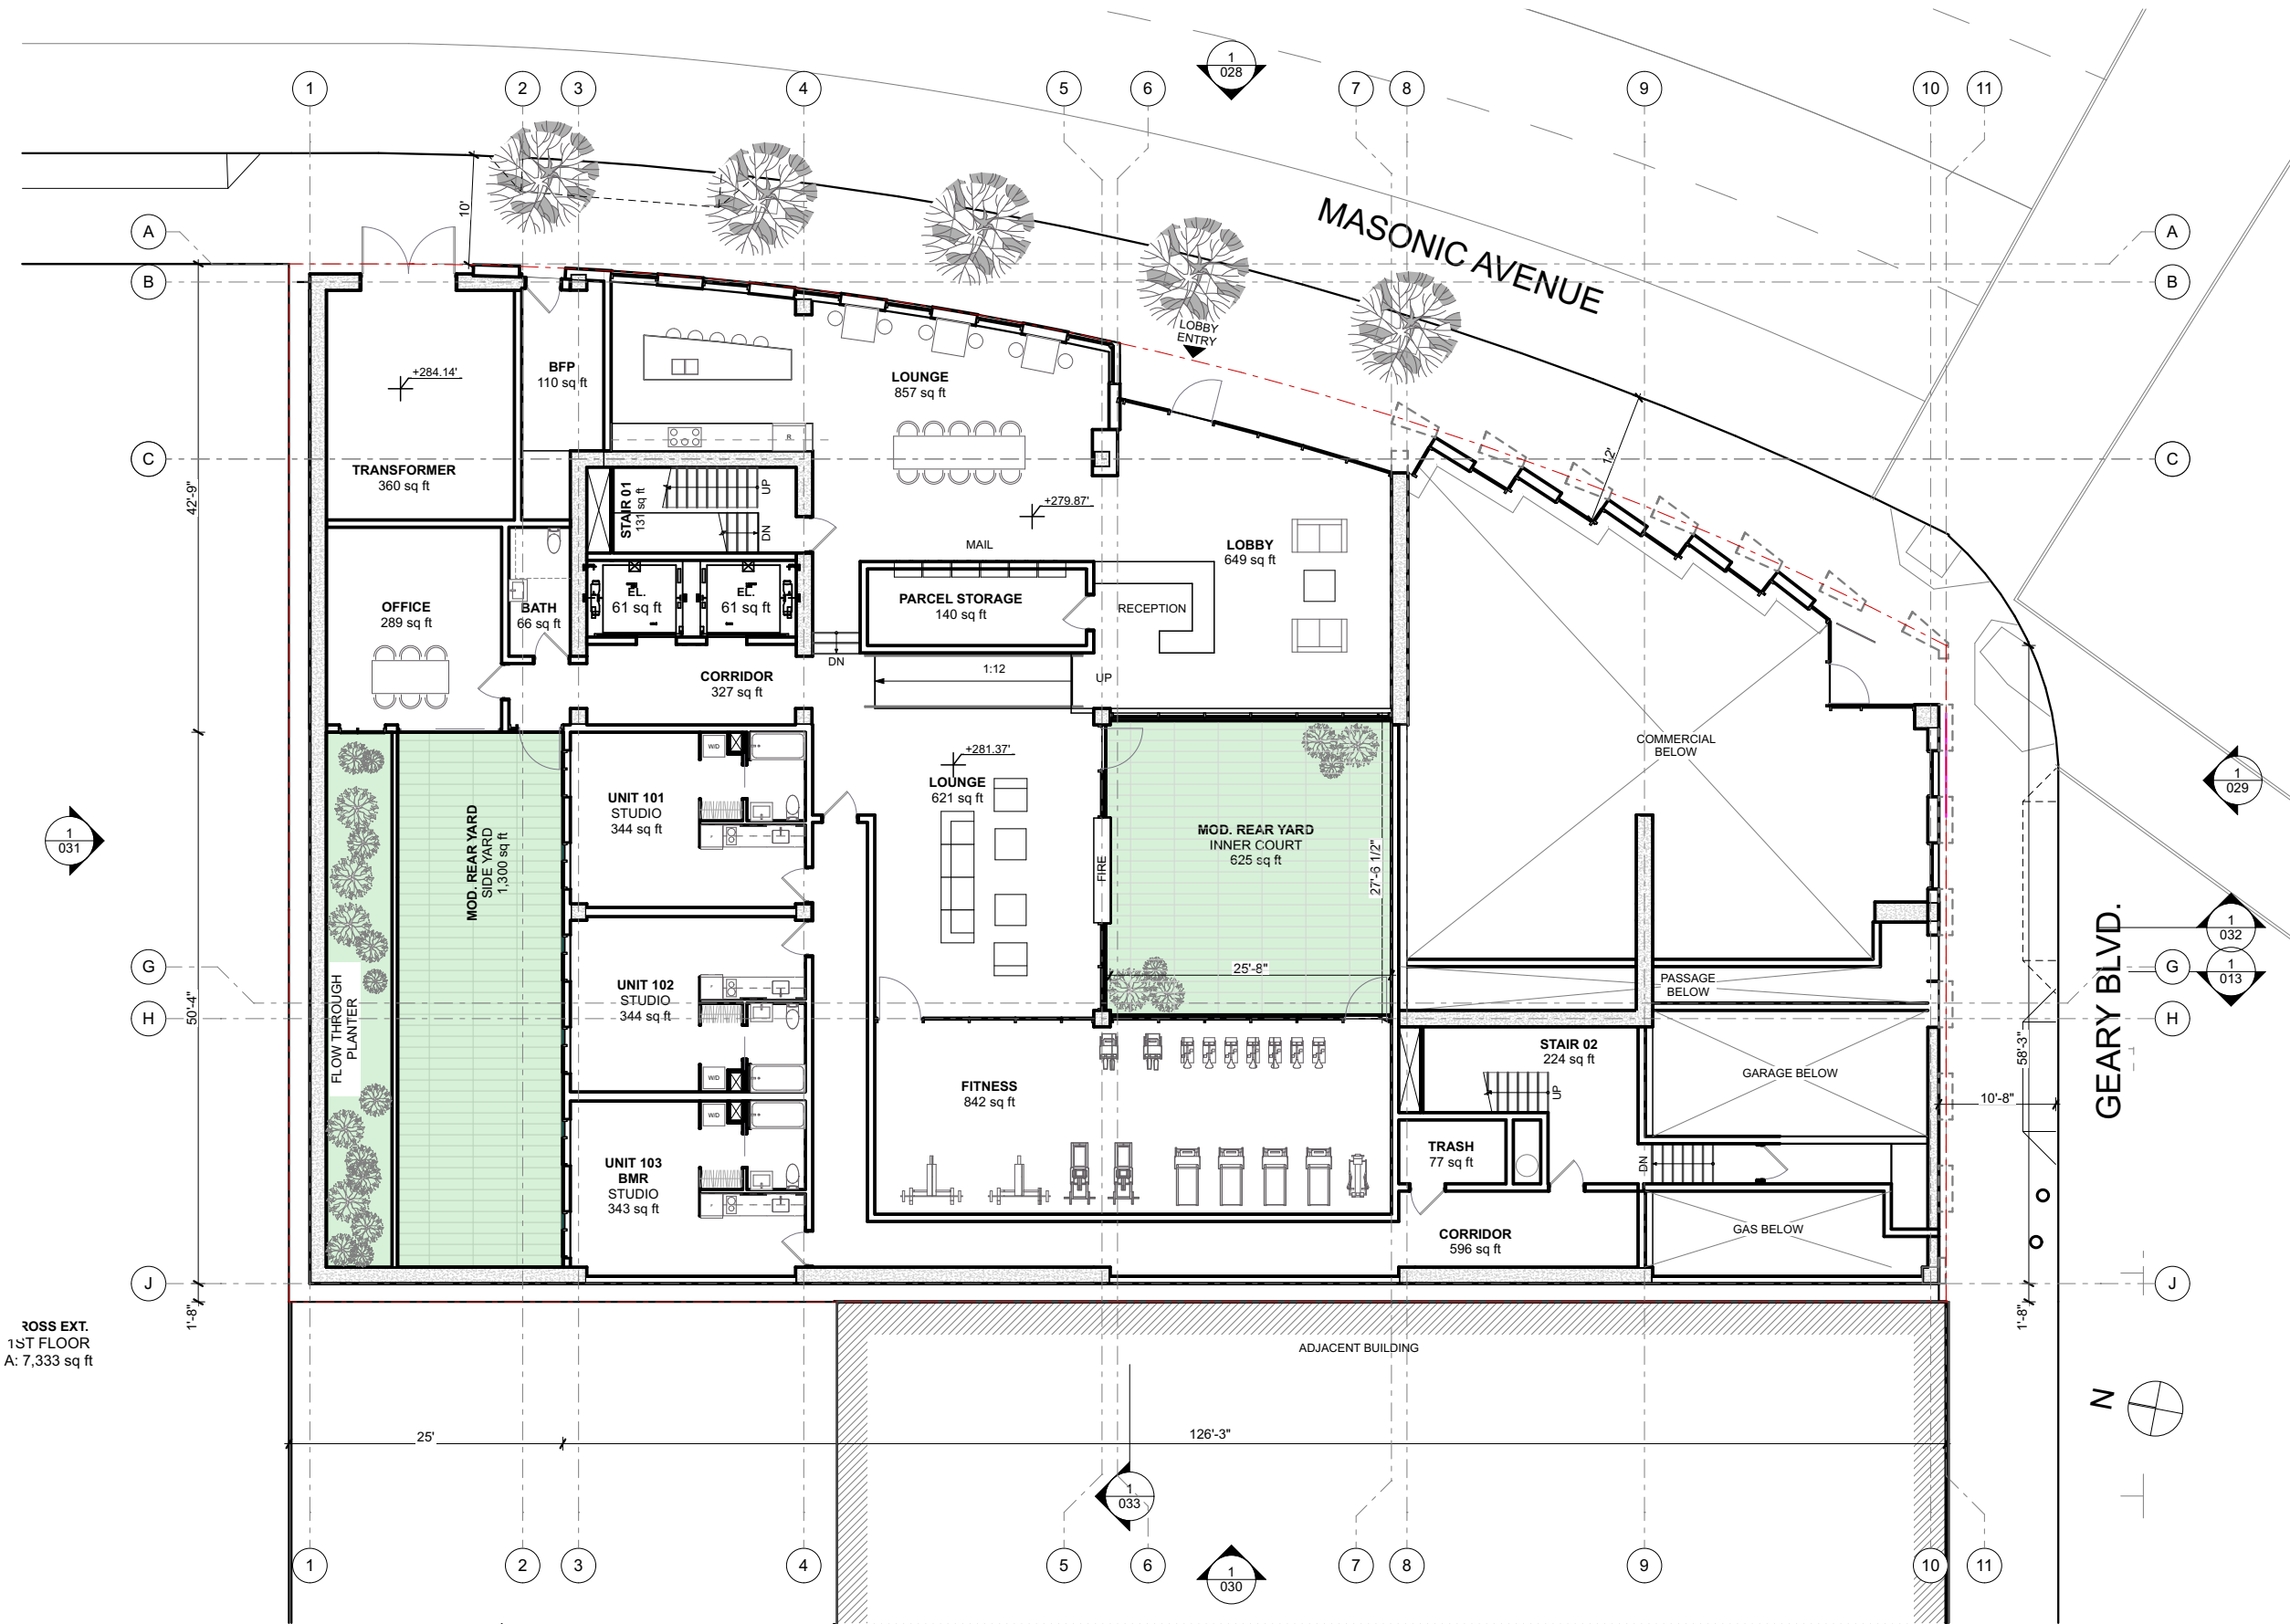 1
028
1
2
3
4
5
6
7
8
9
10
11
MASONIC AVENUE
A
A
B
B
C
C
10'
12'
LOBBY
ENTRY
+284.14'
BFP
110 sq ft
LOUNGE
857 sq ft
R
TRANSFORMER
360 sq ft
42'-9"
STAIR 01
131 sq ft
UP
DN
+279.87'
MAIL
LOBBY
649 sq ft
OFFICE
289 sq ft
BATH
66 sq ft
EL.
61 sq ft
EL.
61 sq ft
PARCEL STORAGE
140 sq ft
RECEPTION
DN
CORRIDOR
327 sq ft
1:12
UP
COMMERCIAL
BELOW
+281.37'
LOUNGE
621 sq ft
W/D
UNIT 101
STUDIO
344 sq ft
MOD. REAR YARD
SIDE YARD
1,300 sq ft
MOD. REAR YARD
INNER COURT
625 sq ft
FIRE
27'-6 1/2"
25'-8"
1
031
1
029
1
032
1
013
GEARY BLVD.
G
G
H
H
50'-4"
FLOW THROUGH
PLANTER
UNIT 102
STUDIO
344 sq ft
W/D
PASSAGE
BELOW
STAIR 02
224 sq ft
UP
GARAGE BELOW
58'-3"
10'-8"
FITNESS
842 sq ft
W/D
UNIT 103
BMR
STUDIO
343 sq ft
TRASH
77 sq ft
DN
CORRIDOR
596 sq ft
GAS BELOW
J
J
1'-8"
1'-8"
ROSS EXT.
1ST FLOOR
A: 7,333 sq ft
ADJACENT BUILDING
N
25'
126'-3"
1
033
1
2
3
4
5
6
7
8
9
10
11
1
030